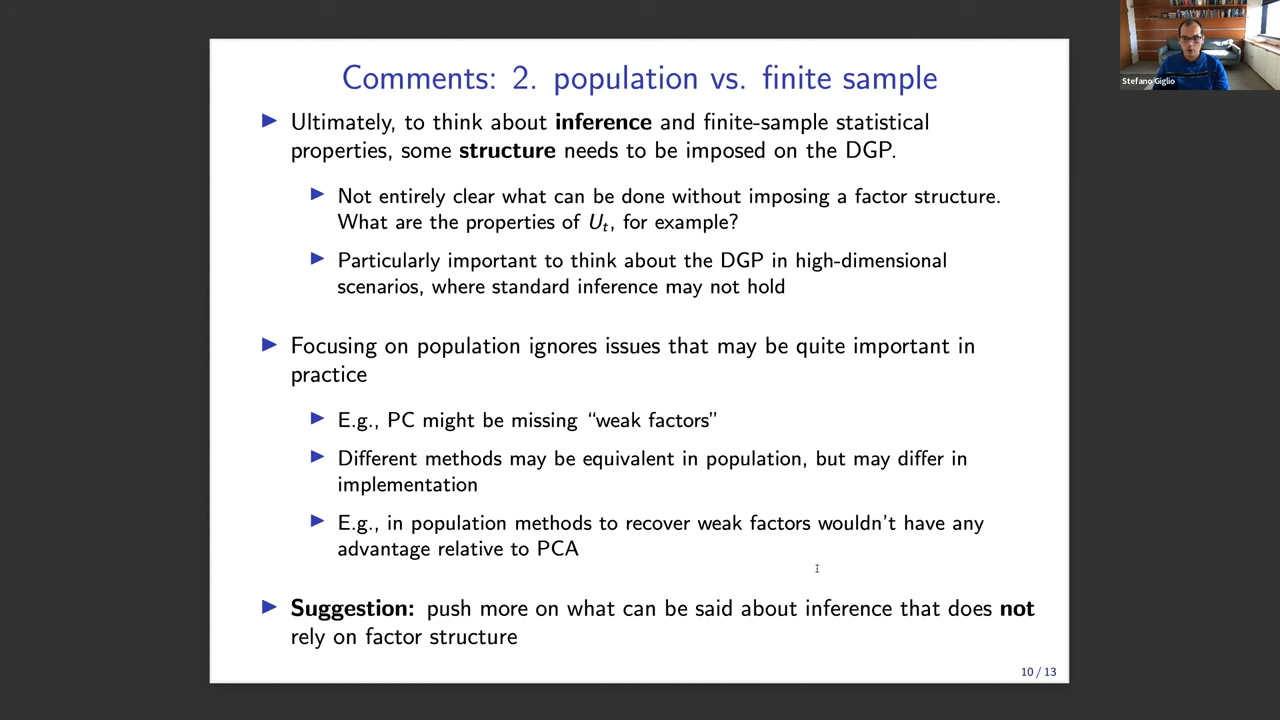 Comments: 2. population vs. finite sample
Ultimately, to think about inference and finite-sample statistical
properties, some structure needs to be imposed on the DGP.
Not entirely clear what can be done without imposing a factor structure.
What are the properties of Uₜ, for example?
Particularly important to think about the DGP in high-dimensional
scenarios, where standard inference may not hold
Focusing on population ignores issues that may be quite important in
practice
E.g., PC might be missing “weak factors”
Different methods may be equivalent in population, but may differ in
implementation
E.g., in population methods to recover weak factors wouldn’t have any
advantage relative to PCA
Suggestion: push more on what can be said about inference that does not
rely on factor structure
10 / 13
Stefano Giglio